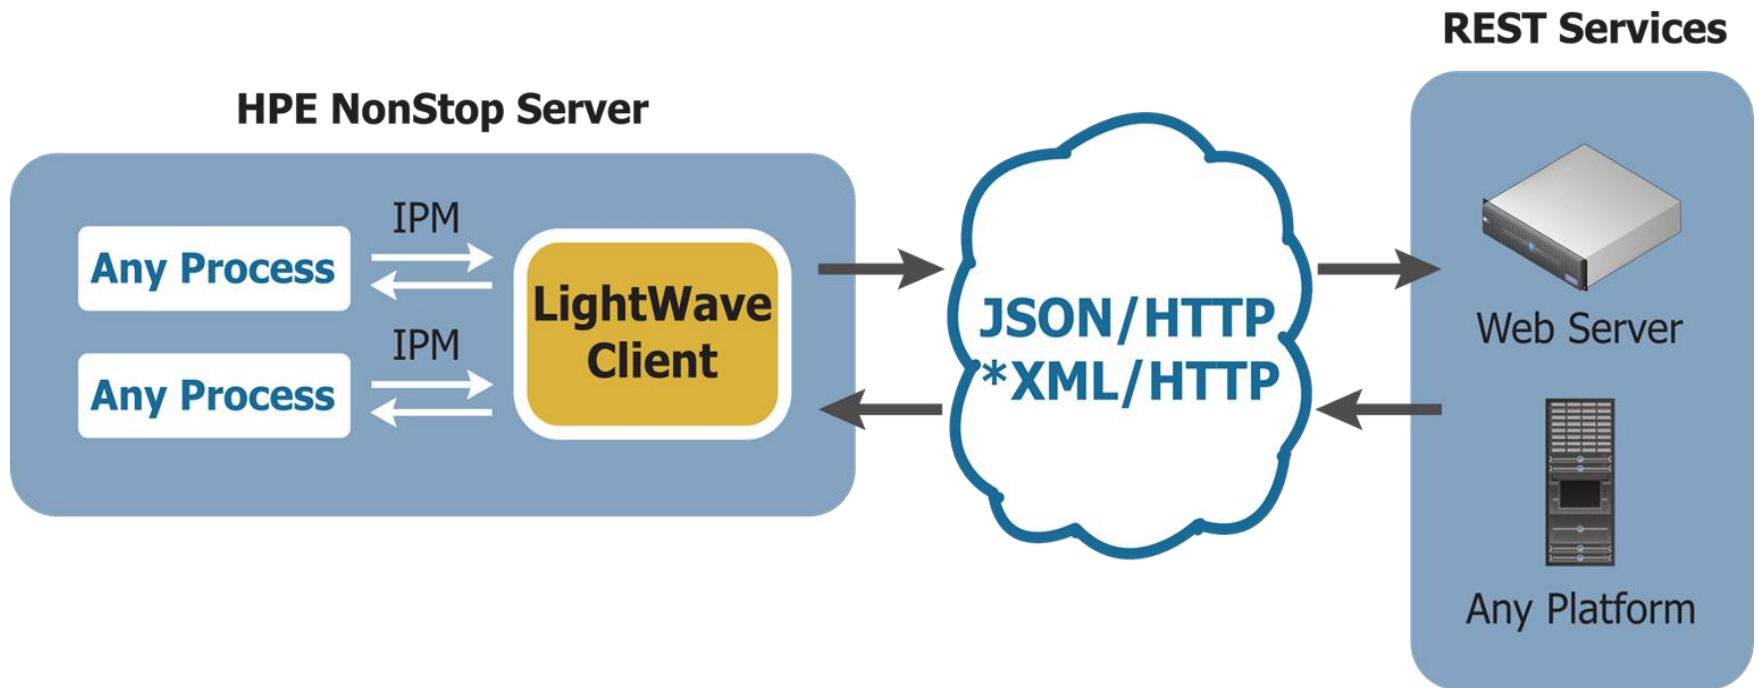 REST Services
HPE NonStop Server
IPM
Any Process
LightWave
Client
IPM
Any Process
JSON/HTTP
*XML/HTTP
Web Server
Any Platform